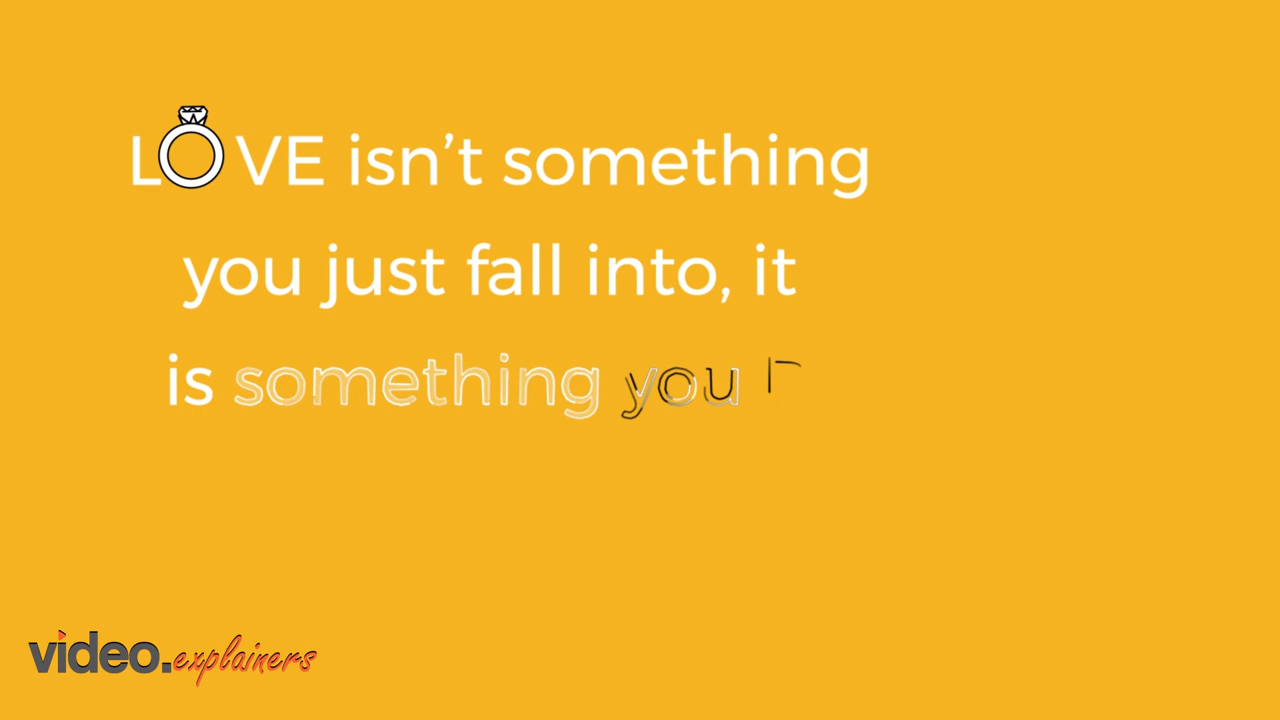 LOVE isn’t something
you just fall into, it
is something you
video.explainers